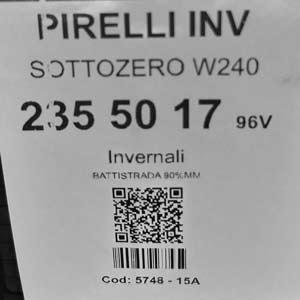 PIRELLI INV
SOTTOZERO W240
235 50 17 96V
Invernali
BATTISTRADA 90%MM
Cod: 5748 - 15A